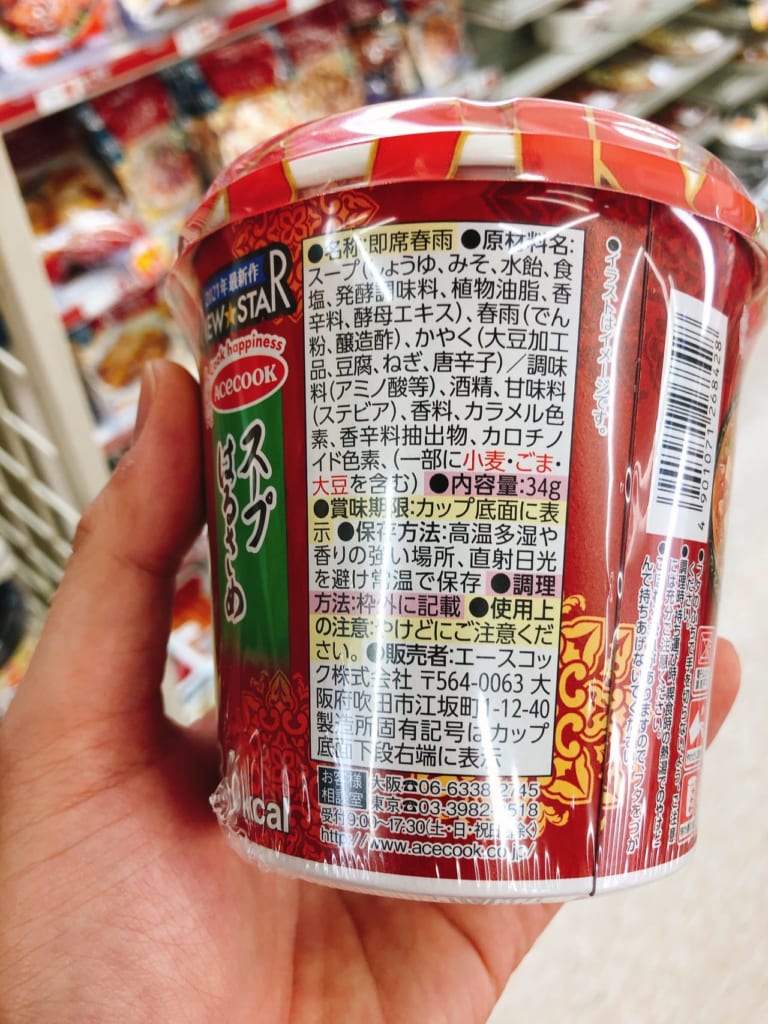 2021年最新作
NEW★STAR
Cook happiness
Acecook
スープ
はるさめ
kcal
●名称:即席春雨 ●原材料名:
スープ(しょうゆ、みそ、水飴、食
塩、発酵調味料、植物油脂、香
辛料、酵母エキス)、春雨(でん
粉、醸造酢)、かやく(大豆加工
品、豆腐、ねぎ、唐辛子)/調味
料(アミノ酸等)、酒精、甘味料
(ステビア)、香料、カラメル色
素、香辛料抽出物、カロチノ
イド色素、(一部に小麦・ごま・
大豆を含む) ●内容量:34g
●賞味期限:カップ底面に表
示 ●保存方法:高温多湿や
香りの強い場所、直射日光
を避け常温で保存 ●調理
方法:枠外に記載 ●使用上
の注意:やけどにご注意くだ
さい。 ●販売者:エースコッ
ク株式会社 〒564-0063 大
阪府吹田市江坂町1-12-40
製造所固有記号はカップ
底面下段右端に表示
お客様
相談室
大阪☎06-6338-2745
東京☎03-3982-3518
受付9:00~17:30(土・日・祝日を除く)
http://www.acecook.co.jp/
●イラストはイメージです。
4 901071 268428